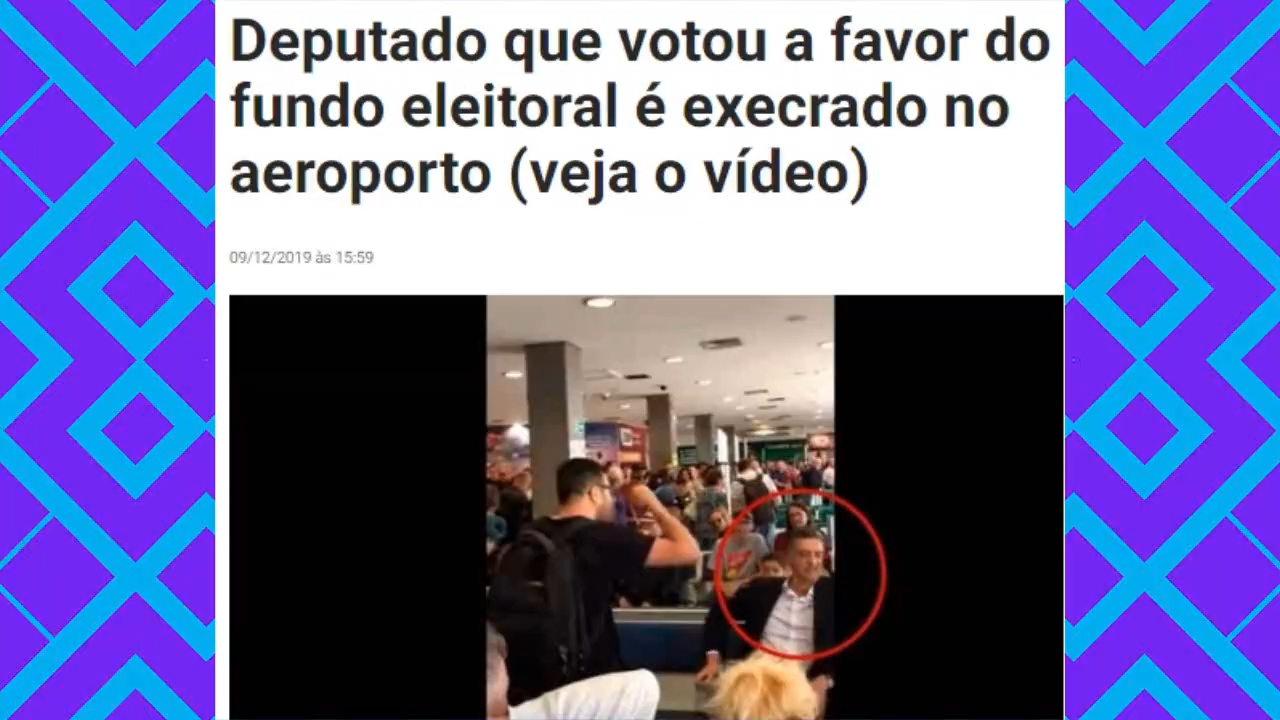 Deputado que votou a favor do
fundo eleitoral é execrado no
aeroporto (veja o vídeo)
09/12/2019 às 15:59